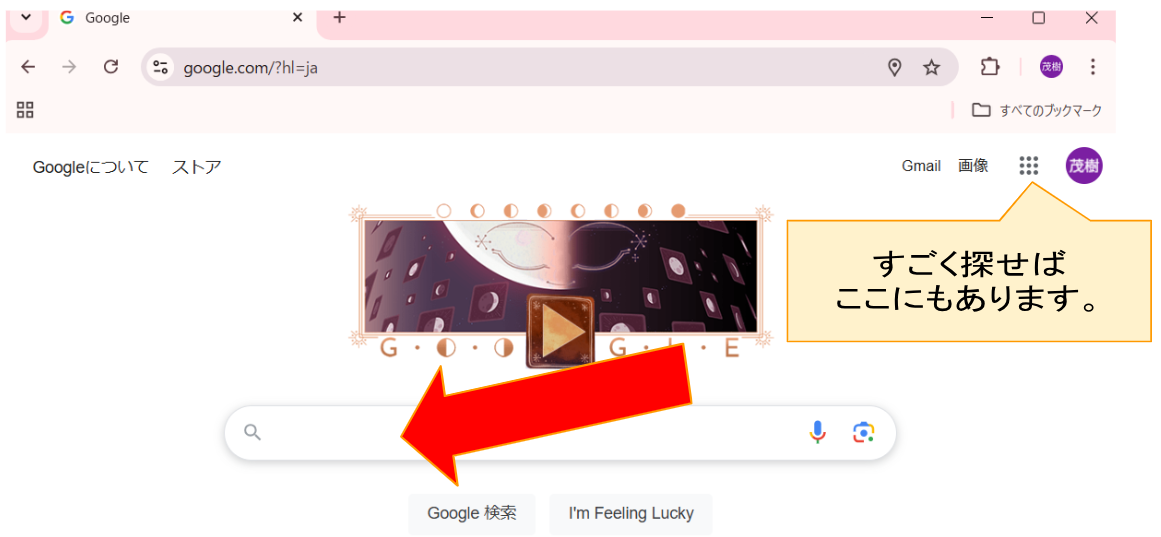 Google
google.com/?hl=ja
茂樹
すべてのブックマーク
Googleについて ストア
Gmail 画像
茂樹
すごく探せば
ここにもあります。
G · · G · L · E
Google 検索
I'm Feeling Lucky